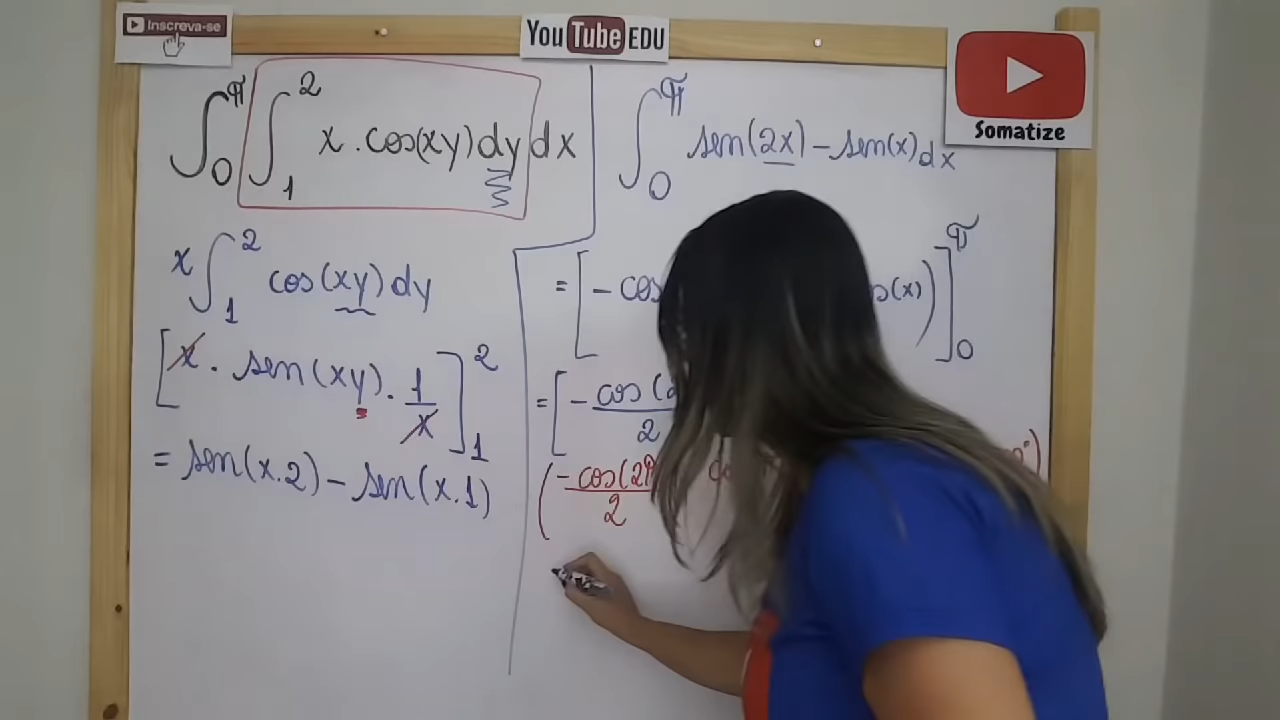 Inscreva-se
YouTube EDU
Somatize
∫₀^π ∫₁² x . cos(xy) dy dx
x ∫₁² cos(xy) dy
[x . sen(xy) . 1/x]₁²
= sen(x.2) - sen(x.1)
∫₀^π sen(2x) - sen(x) dx
= [ - cos
s(x) ) ]₀^π
= [ - cos (
2
( - cos(2π
2